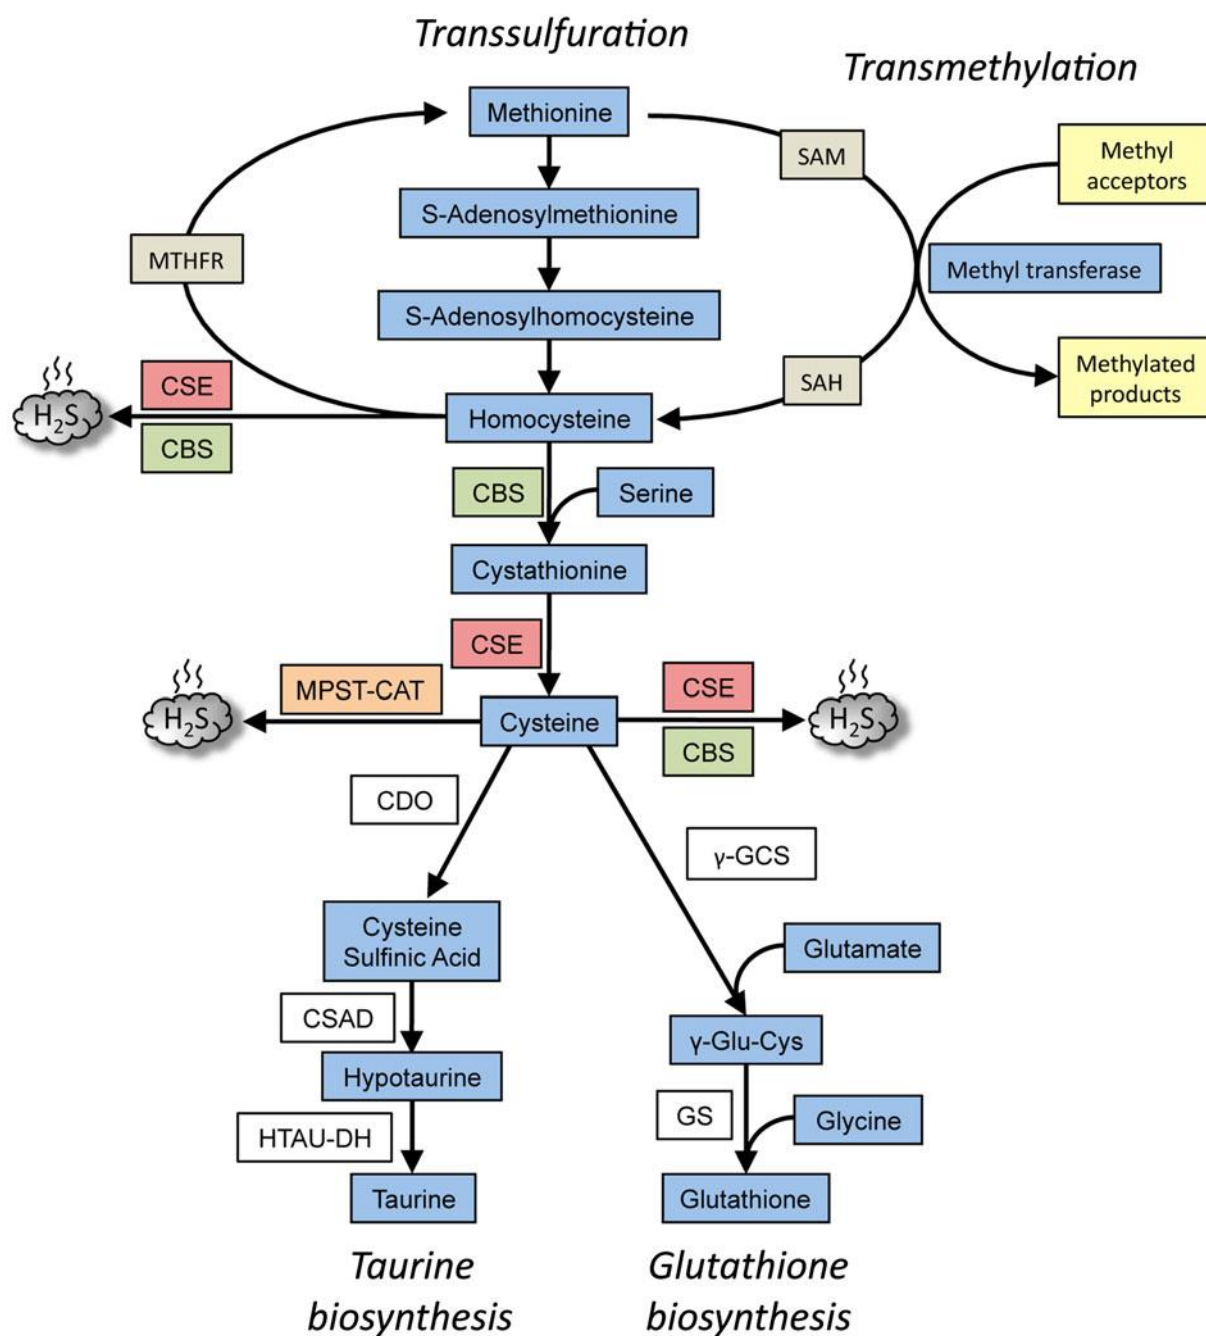 Transsulfuration
Transmethylation
Methionine
SAM
Methyl
acceptors
S-Adenosylmethionine
MTHFR
Methyl transferase
S-Adenosylhomocysteine
CSE
SAH
Methylated
products
H₂S
Homocysteine
CBS
CBS
Serine
Cystathionine
CSE
MPST-CAT
CSE
H₂S
Cysteine
H₂S
CBS
CDO
γ-GCS
Cysteine
Sulfinic Acid
Glutamate
CSAD
γ-Glu-Cys
Hypotaurine
GS
Glycine
HTAU-DH
Taurine
Glutathione
Taurine
biosynthesis
Glutathione
biosynthesis